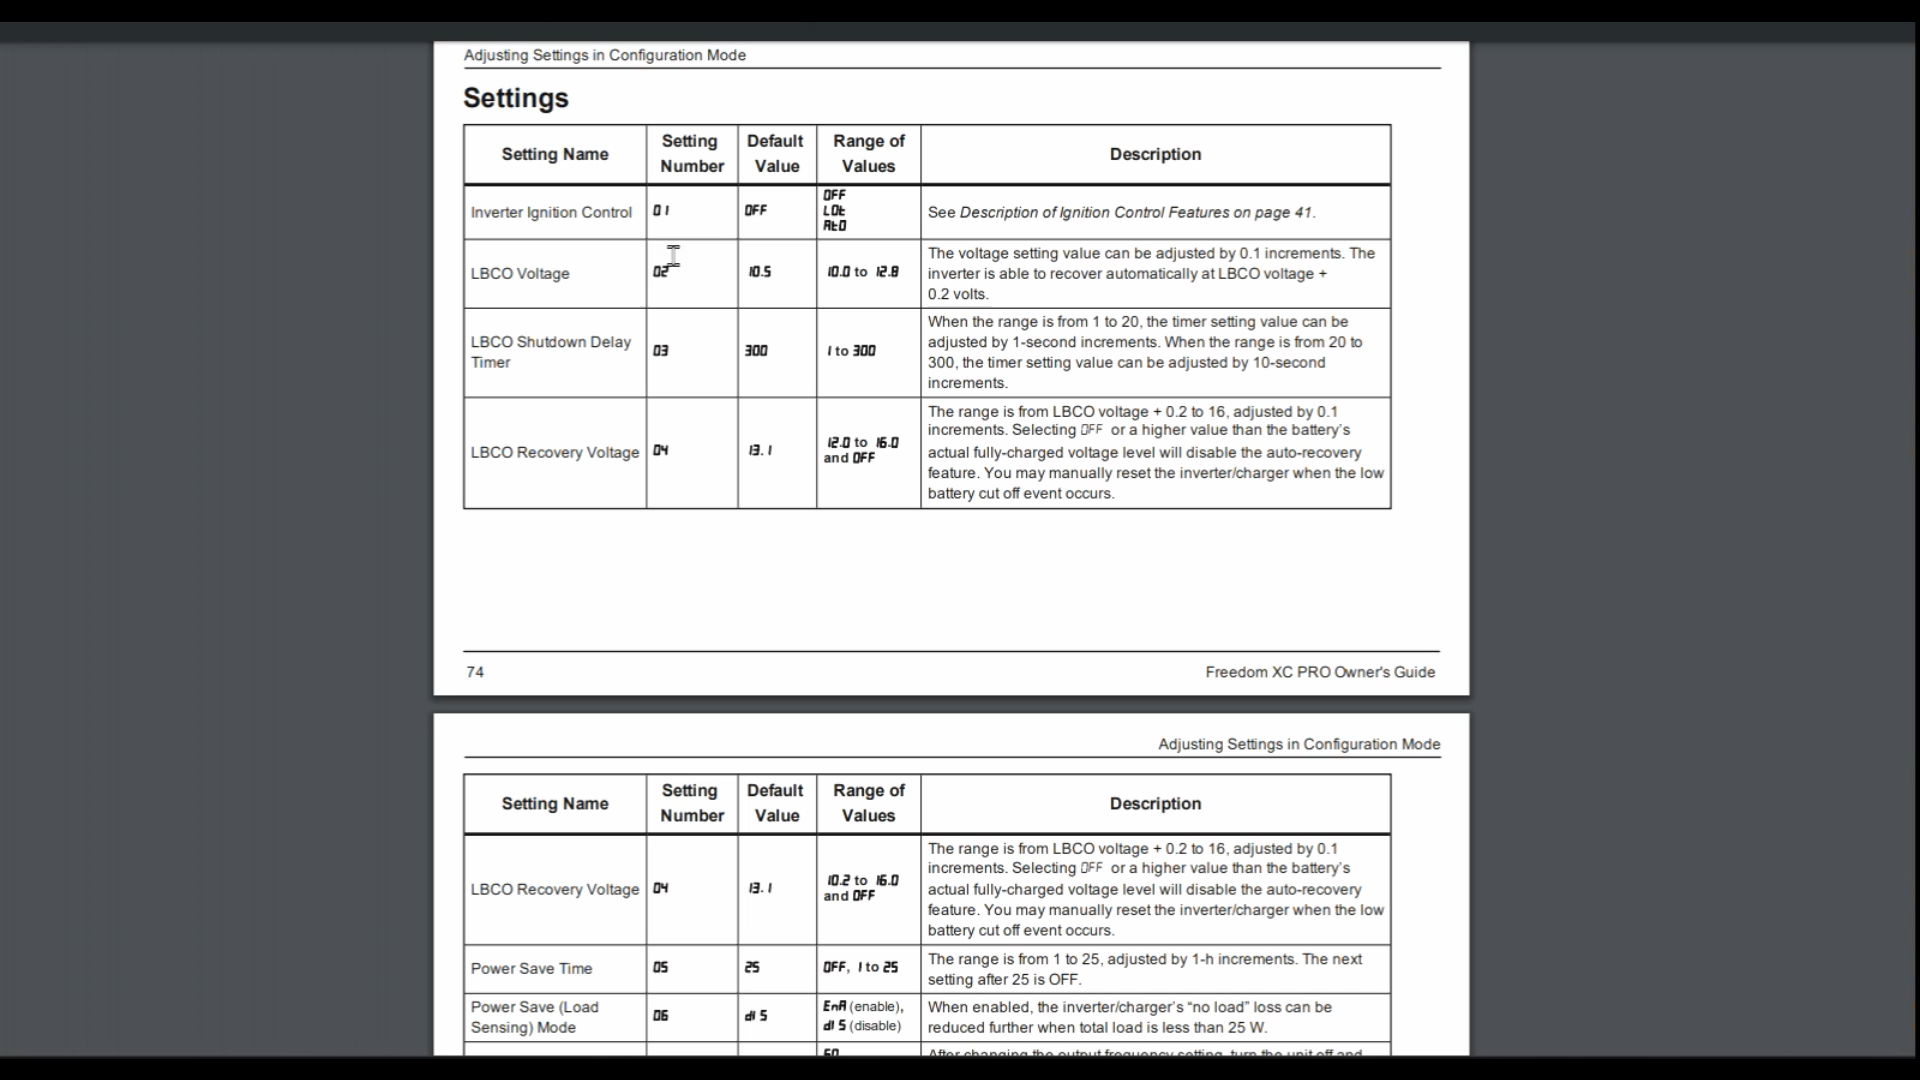 Adjusting Settings in Configuration Mode
Settings
Setting Name
Setting
Number
Default
Value
Range of
Values
Description
Inverter Ignition Control
01
OFF
OFF
LOt
AtO
See Description of Ignition Control Features on page 41.
LBCO Voltage
02
10.5
10.0 to 12.8
The voltage setting value can be adjusted by 0.1 increments. The
inverter is able to recover automatically at LBCO voltage +
0.2 volts.
LBCO Shutdown Delay
Timer
03
300
1 to 300
When the range is from 1 to 20, the timer setting value can be
adjusted by 1-second increments. When the range is from 20 to
300, the timer setting value can be adjusted by 10-second
increments.
LBCO Recovery Voltage
04
13.1
12.0 to 16.0
and OFF
The range is from LBCO voltage + 0.2 to 16, adjusted by 0.1
increments. Selecting OFF or a higher value than the battery's
actual fully-charged voltage level will disable the auto-recovery
feature. You may manually reset the inverter/charger when the low
battery cut off event occurs.
74
Freedom XC PRO Owner's Guide
Adjusting Settings in Configuration Mode
Setting Name
Setting
Number
Default
Value
Range of
Values
Description
LBCO Recovery Voltage
04
13.1
10.2 to 16.0
and OFF
The range is from LBCO voltage + 0.2 to 16, adjusted by 0.1
increments. Selecting OFF or a higher value than the battery's
actual fully-charged voltage level will disable the auto-recovery
feature. You may manually reset the inverter/charger when the low
battery cut off event occurs.
Power Save Time
05
25
OFF, 1 to 25
The range is from 1 to 25, adjusted by 1-h increments. The next
setting after 25 is OFF.
Power Save (Load
Sensing) Mode
06
dIS
EnA (enable),
dIS (disable)
When enabled, the inverter/charger's "no load" loss can be
reduced further when total load is less than 25 W.
After changing the output frequency setting, turn the unit off and